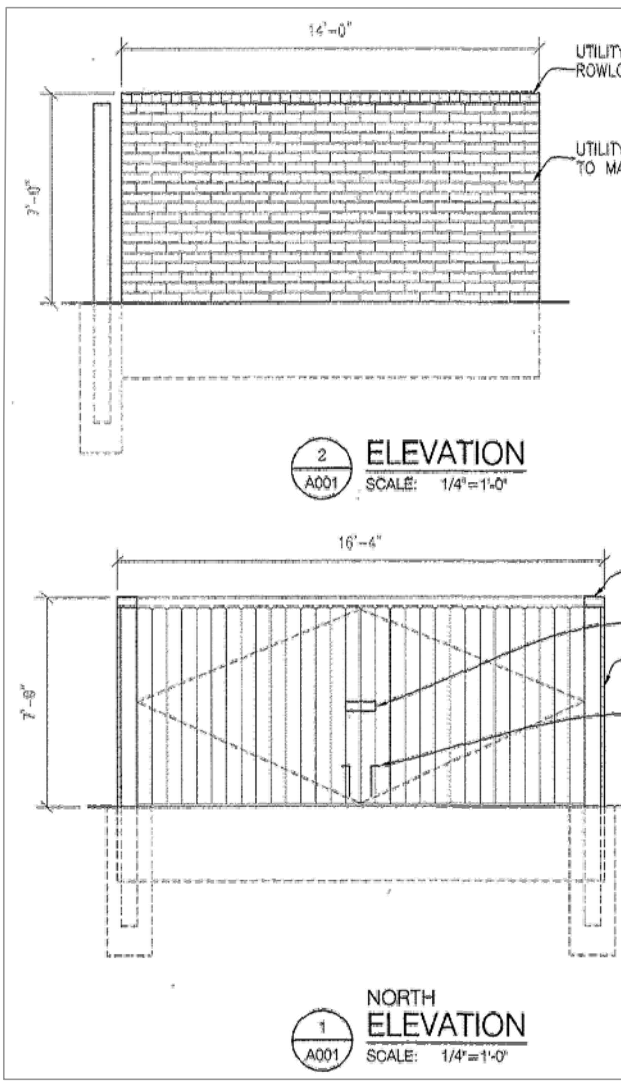 14'-0"
UTILITY
ROWLO
UTILITY
TO MA
7'-0"
2
A001
ELEVATION
SCALE: 1/4"=1'-0"
16'-4"
7'-0"
1
A001
NORTH
ELEVATION
SCALE: 1/4"=1'-0"